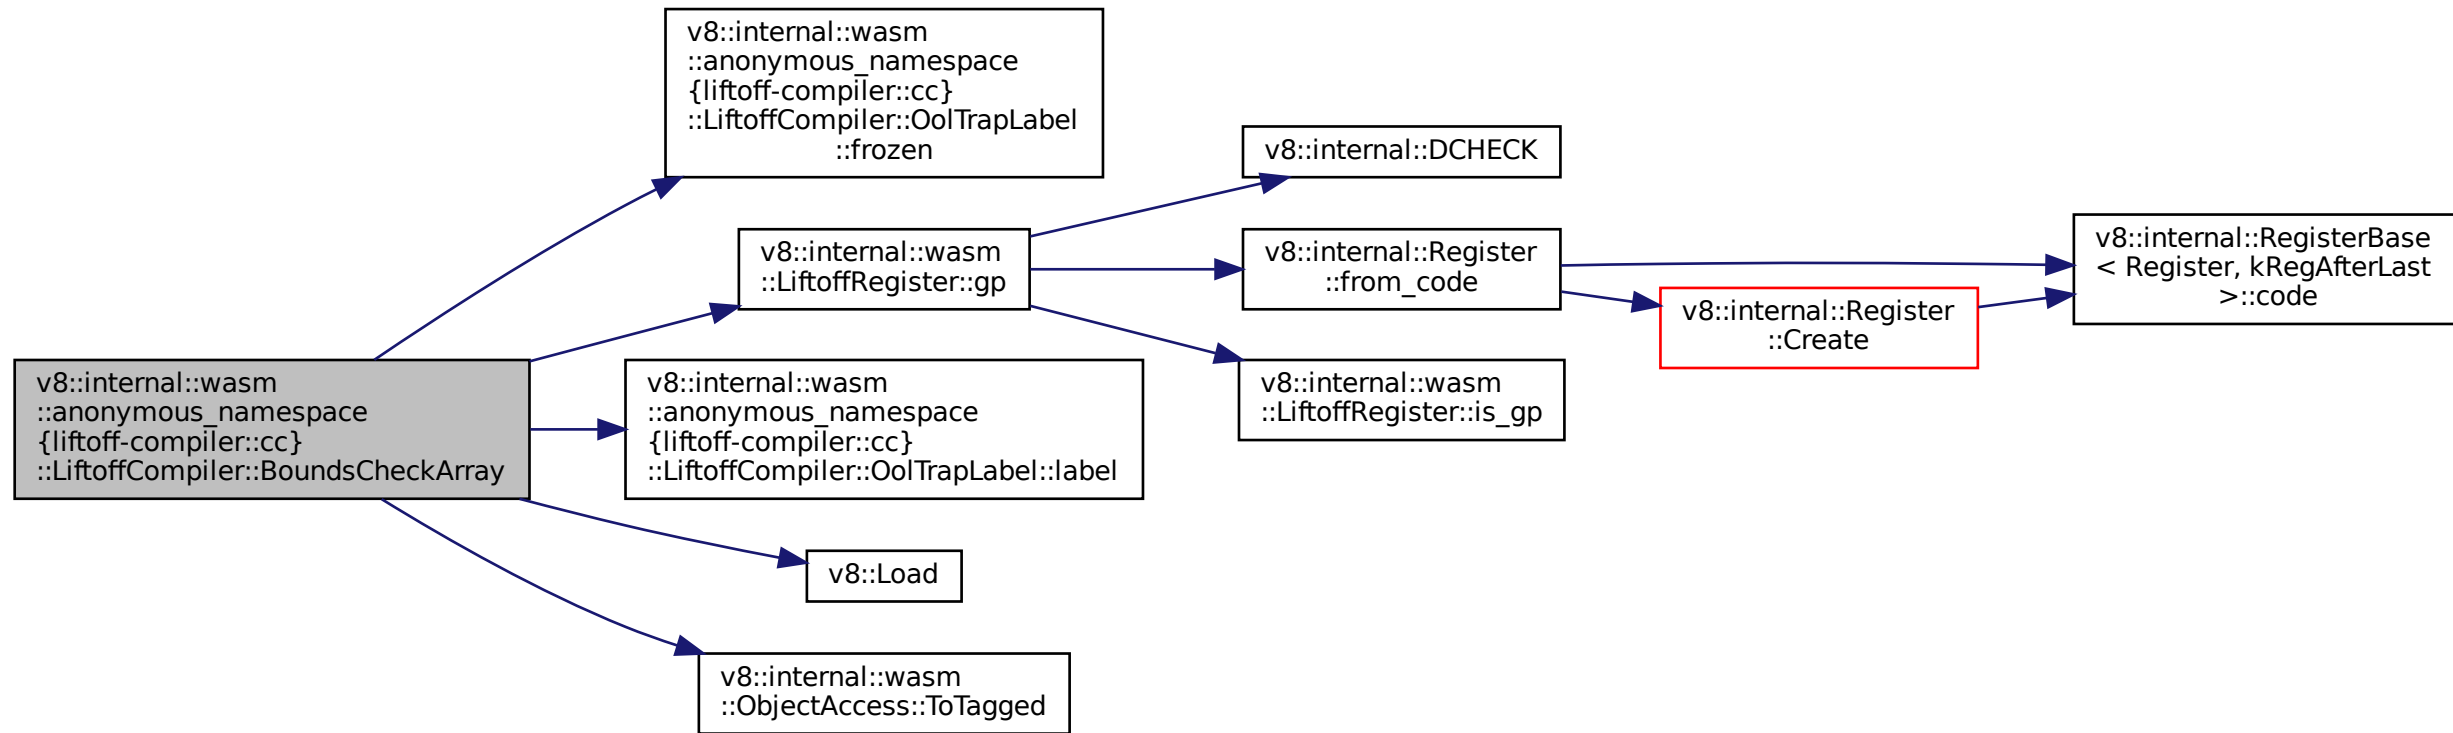 v8::internal::wasm
::anonymous_namespace
{liftoff-compiler::cc}
::LiftoffCompiler::BoundsCheckArray
v8::internal::wasm
::anonymous_namespace
{liftoff-compiler::cc}
::LiftoffCompiler::OolTrapLabel
::frozen
v8::internal::wasm
::LiftoffRegister::gp
v8::internal::wasm
::anonymous_namespace
{liftoff-compiler::cc}
::LiftoffCompiler::OolTrapLabel::label
v8::Load
v8::internal::wasm
::ObjectAccess::ToTagged
v8::internal::DCHECK
v8::internal::Register
::from_code
v8::internal::wasm
::LiftoffRegister::is_gp
v8::internal::Register
::Create
v8::internal::RegisterBase
< Register, kRegAfterLast
>::code